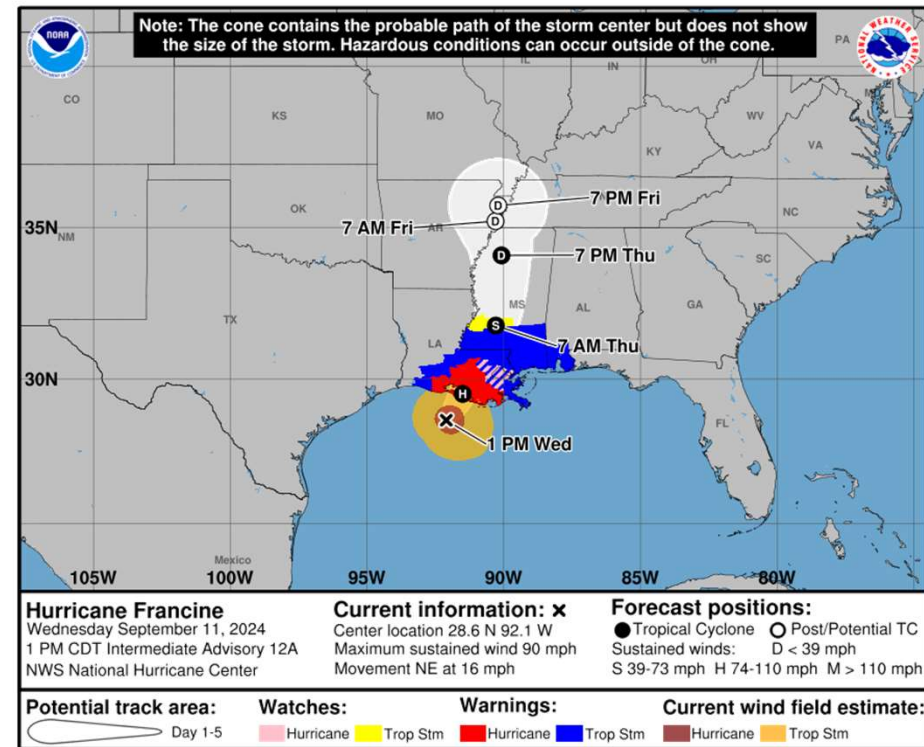 Note: The cone contains the probable path of the storm center but does not show
the size of the storm. Hazardous conditions can occur outside of the cone.
NOAA
NATIONAL WEATHER SERVICE
CO
KS
MO
IL
IN
OH
PA
WV
VA
KY
NM
OK
AR
NC
SC
TX
LA
MS
AL
GA
FL
Mexico
35N
30N
7 PM Fri
D
7 AM Fri
D
D
7 PM Thu
S
7 AM Thu
H
1 PM Wed
105W
100W
95W
90W
85W
80W
Hurricane Francine
Wednesday September 11, 2024
1 PM CDT Intermediate Advisory 12A
NWS National Hurricane Center
Current information: ×
Center location 28.6 N 92.1 W
Maximum sustained wind 90 mph
Movement NE at 16 mph
Forecast positions:
Tropical Cyclone Post/Potential TC
Sustained winds: D < 39 mph
S 39-73 mph H 74-110 mph M > 110 mph
Potential track area:
Day 1-5
Watches:
Hurricane Trop Stm
Warnings:
Hurricane Trop Stm
Current wind field estimate:
Hurricane Trop Stm